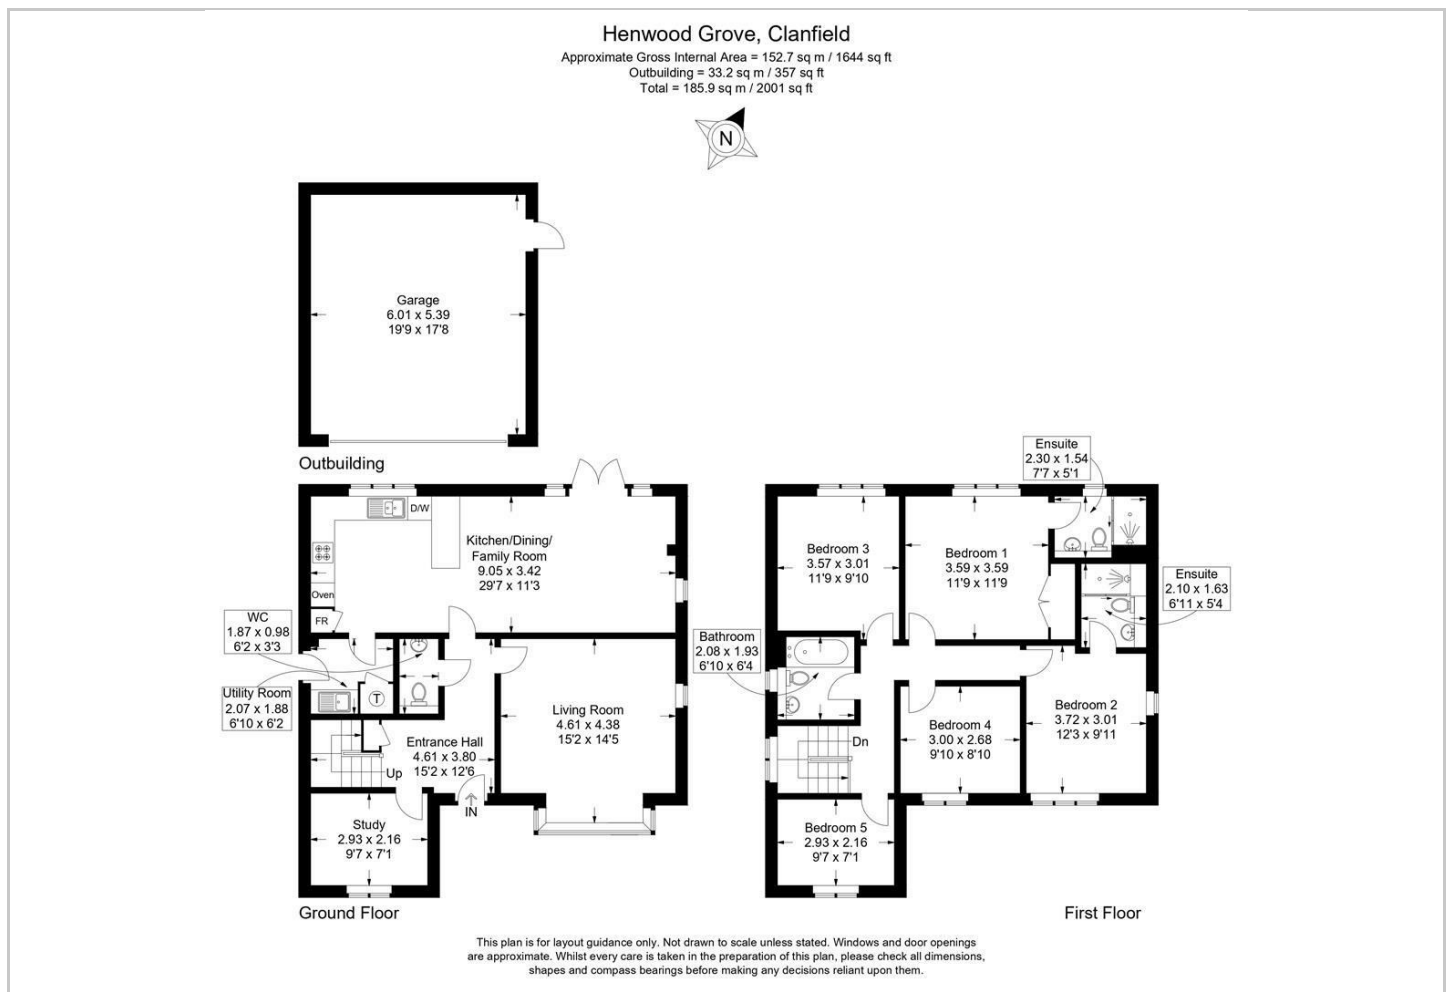 Henwood Grove, Clanfield
Approximate Gross Internal Area = 152.7 sq m / 1644 sq ft
Outbuilding = 33.2 sq m / 357 sq ft
Total = 185.9 sq m / 2001 sq ft
N
Garage
6.01 x 5.39
19'9 x 17'8
Outbuilding
D/W
Kitchen/Dining/
Family Room
9.05 x 3.42
29'7 x 11'3
Oven
FR
WC
1.87 x 0.98
6'2 x 3'3
Utility Room
2.07 x 1.88
6'10 x 6'2
T
Living Room
4.61 x 4.38
15'2 x 14'5
Entrance Hall
4.61 x 3.80
15'2 x 12'6
Up
IN
Study
2.93 x 2.16
9'7 x 7'1
Ground Floor
Ensuite
2.30 x 1.54
7'7 x 5'1
Bedroom 3
3.57 x 3.01
11'9 x 9'10
Bedroom 1
3.59 x 3.59
11'9 x 11'9
Ensuite
2.10 x 1.63
6'11 x 5'4
Bathroom
2.08 x 1.93
6'10 x 6'4
Bedroom 2
3.72 x 3.01
12'3 x 9'11
Bedroom 4
3.00 x 2.68
9'10 x 8'10
Dn
Bedroom 5
2.93 x 2.16
9'7 x 7'1
First Floor
This plan is for layout guidance only. Not drawn to scale unless stated. Windows and door openings
are approximate. Whilst every care is taken in the preparation of this plan, please check all dimensions,
shapes and compass bearings before making any decisions reliant upon them.